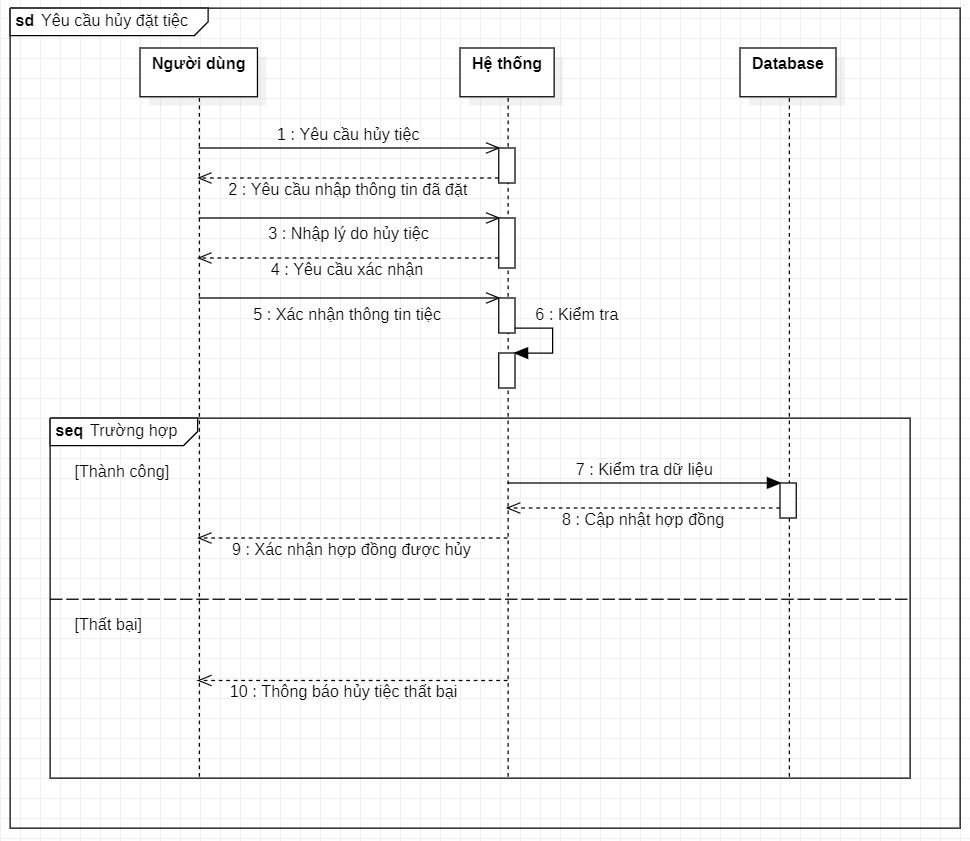 sd Yêu cầu hủy đặt tiệc
Người dùng
Hệ thống
Database
1 : Yêu cầu hủy tiệc
2 : Yêu cầu nhập thông tin đã đặt
3 : Nhập lý do hủy tiệc
4 : Yêu cầu xác nhận
5 : Xác nhận thông tin tiệc
6 : Kiểm tra
seq Trường hợp
[Thành công]
7 : Kiểm tra dữ liệu
8 : Cập nhật hợp đồng
9 : Xác nhận hợp đồng được hủy
[Thất bại]
10 : Thông báo hủy tiệc thất bại